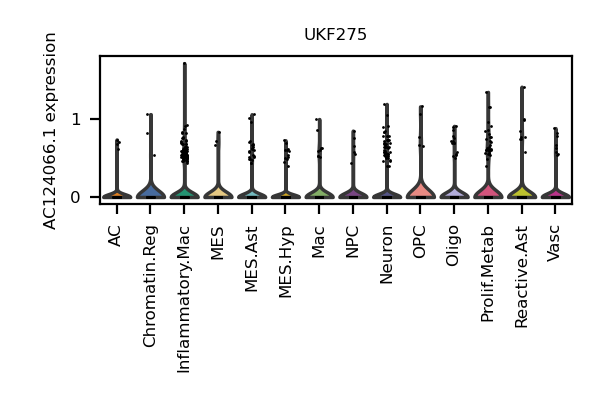 UKF275
AC124066.1 expression
1
0
AC
Chromatin.Reg
Inflammatory.Mac
MES
MES.Ast
MES.Hyp
Mac
NPC
Neuron
OPC
Oligo
Prolif.Metab
Reactive.Ast
Vasc